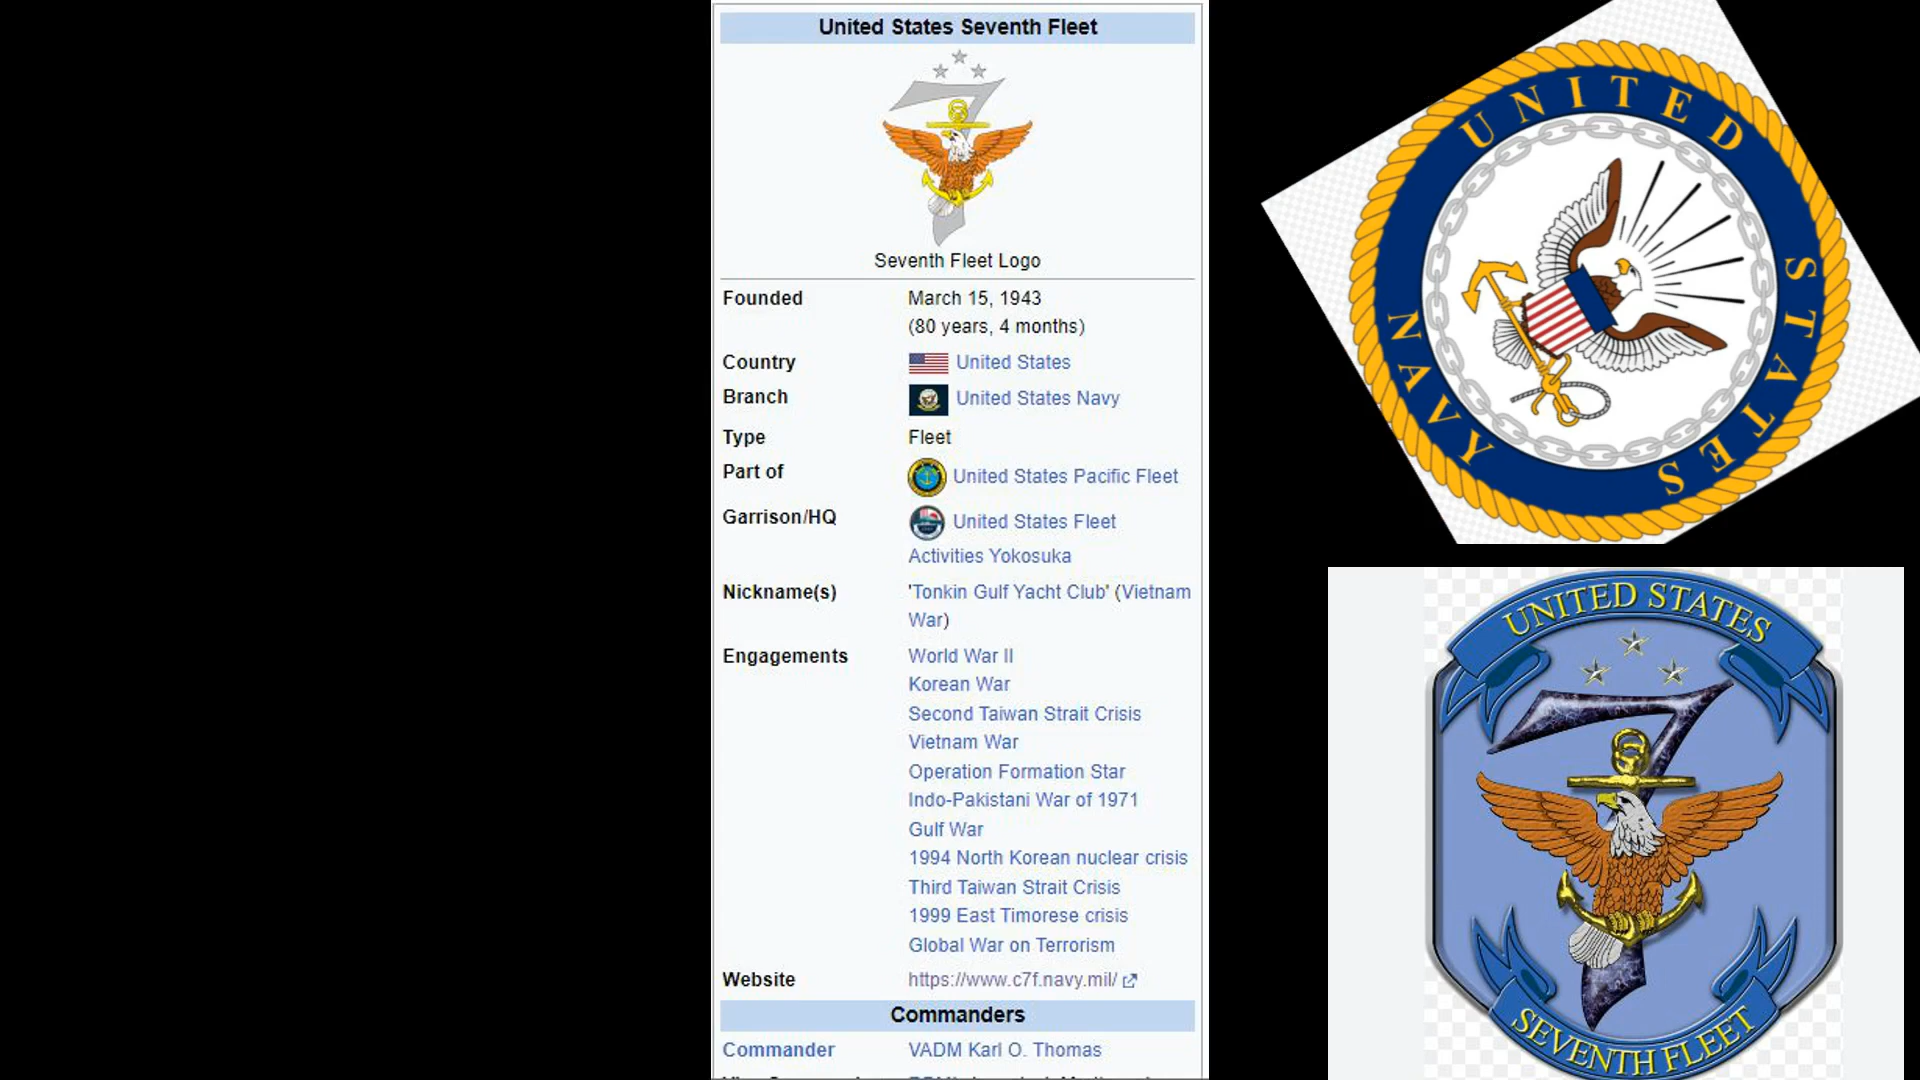 United States Seventh Fleet
Seventh Fleet Logo
Founded March 15, 1943
(80 years, 4 months)
Country United States
Branch United States Navy
Type Fleet
Part of United States Pacific Fleet
Garrison/HQ United States Fleet
Activities Yokosuka
Nickname(s) 'Tonkin Gulf Yacht Club' (Vietnam
War)
Engagements World War II
Korean War
Second Taiwan Strait Crisis
Vietnam War
Operation Formation Star
Indo-Pakistani War of 1971
Gulf War
1994 North Korean nuclear crisis
Third Taiwan Strait Crisis
1999 East Timorese crisis
Global War on Terrorism
Website https://www.c7f.navy.mil/
Commanders
Commander VADM Karl O. Thomas
UNITED STATES NAVY
UNITED STATES
7
SEVENTH FLEET